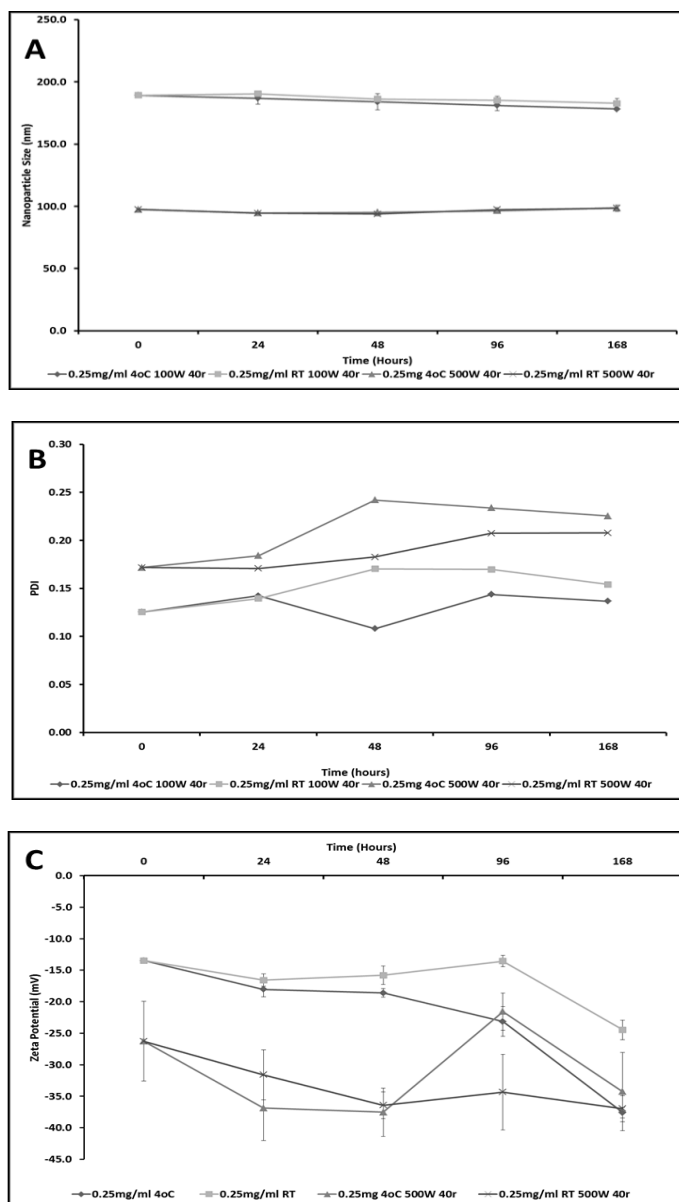 A
250.0
200.0
150.0
100.0
50.0
0.0
Nanoparticle Size (nm)
0 24 48 96 168
Time (Hours)
0.25mg/ml 4oC 100W 40r 0.25mg/ml RT 100W 40r 0.25mg 4oC 500W 40r 0.25mg/ml RT 500W 40r
B
0.30
0.25
0.20
0.15
0.10
0.05
0.00
PDI
0 24 48 96 168
Time (hours)
0.25mg/ml 4oC 100W 40r 0.25mg/ml RT 100W 40r 0.25mg 4oC 500W 40r 0.25mg/ml RT 500W 40r
C
Time (Hours)
0 24 48 96 168
0.0
-5.0
-10.0
-15.0
-20.0
-25.0
-30.0
-35.0
-40.0
-45.0
Zeta Potential (mV)
0.25mg/ml 4oC 0.25mg/ml RT 0.25mg 4oC 500W 40r 0.25mg/ml RT 500W 40r